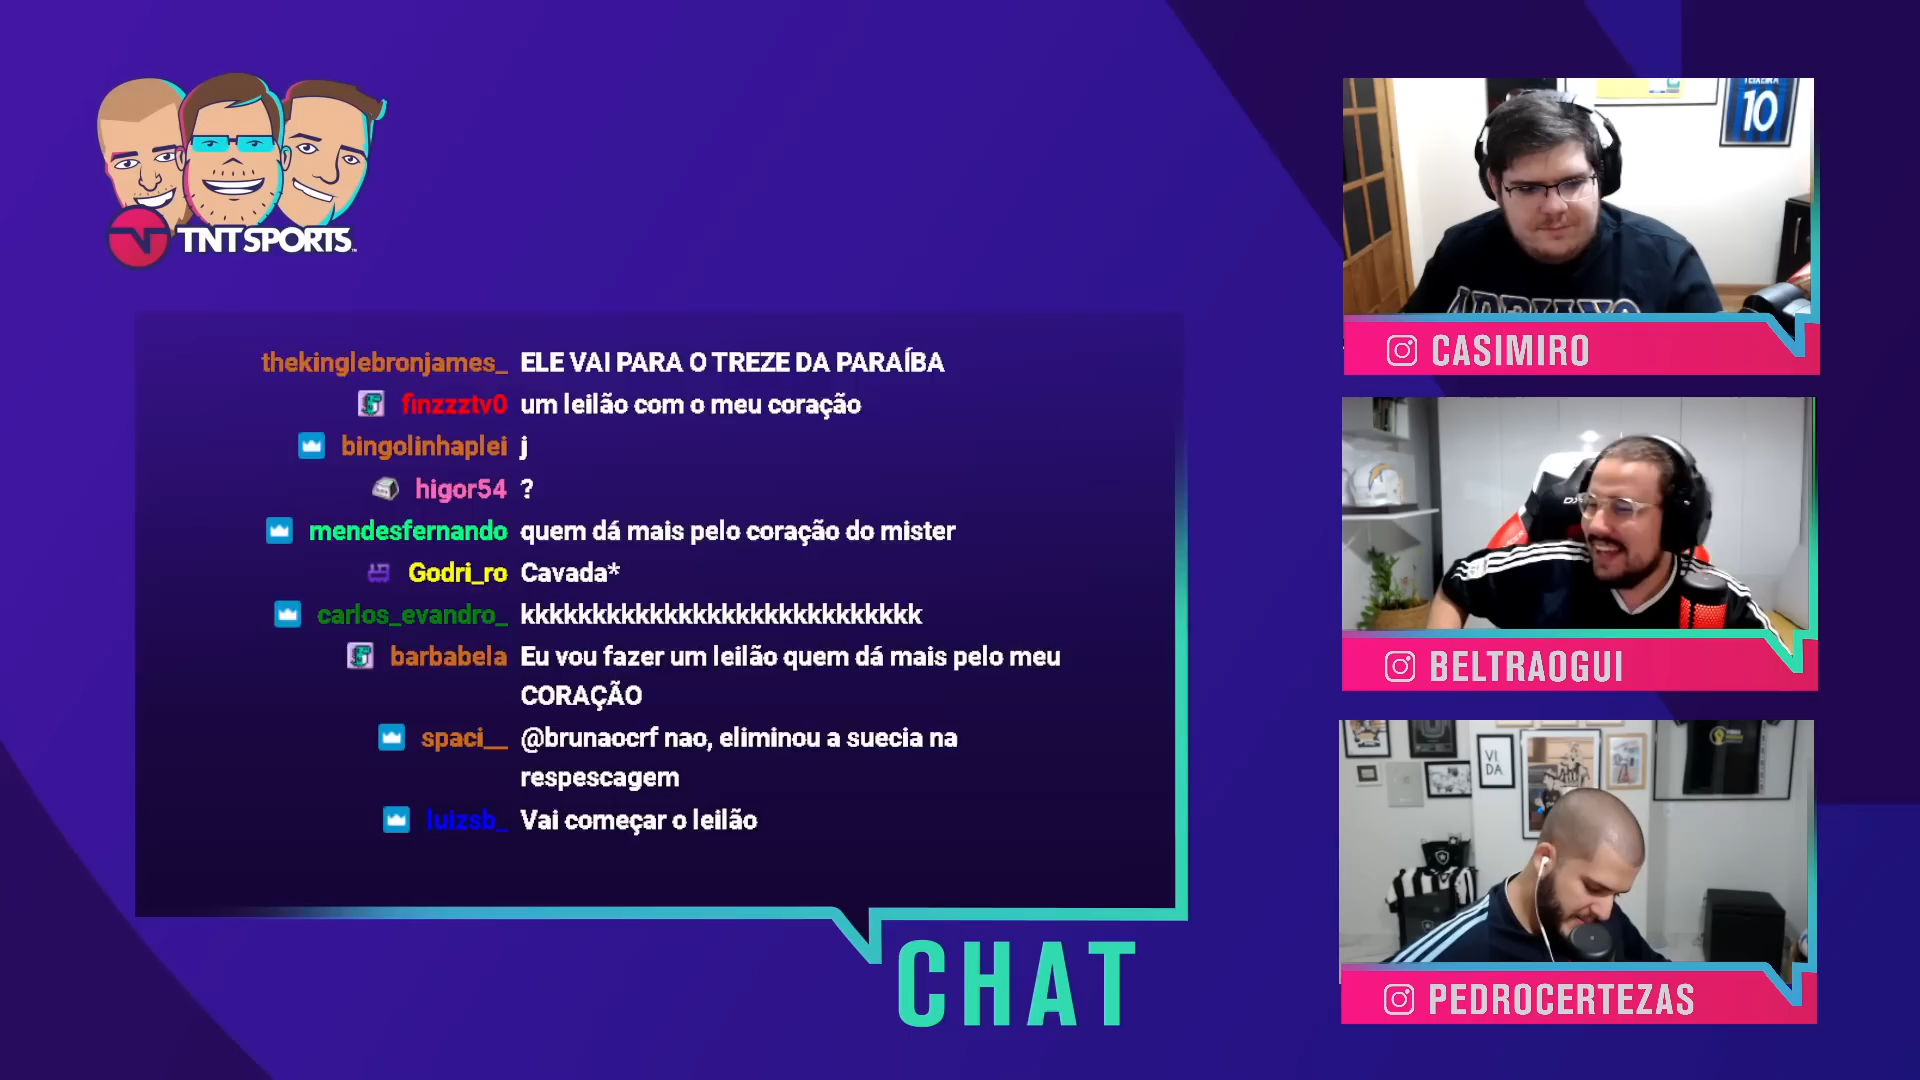 TNT SPORTS
thekinglebronjames_ ELE VAI PARA O TREZE DA PARAÍBA
finzzztv0 um leilão com o meu coração
bingolinhaplei j
higor54 ?
mendesfernando quem dá mais pelo coração do mister
Godri_ro Cavada*
carlos_evandro_ kkkkkkkkkkkkkkkkkkkkkkkkkkkk
barbabela Eu vou fazer um leilão quem dá mais pelo meu
CORAÇÃO
spaci__ @brunaocrf nao, eliminou a suecia na
respescagem
luizsb_ Vai começar o leilão
CHAT
TEIXEIRA
10
CASIMIRO
BELTRAOGUI
VI
DA
PEDROCERTEZAS